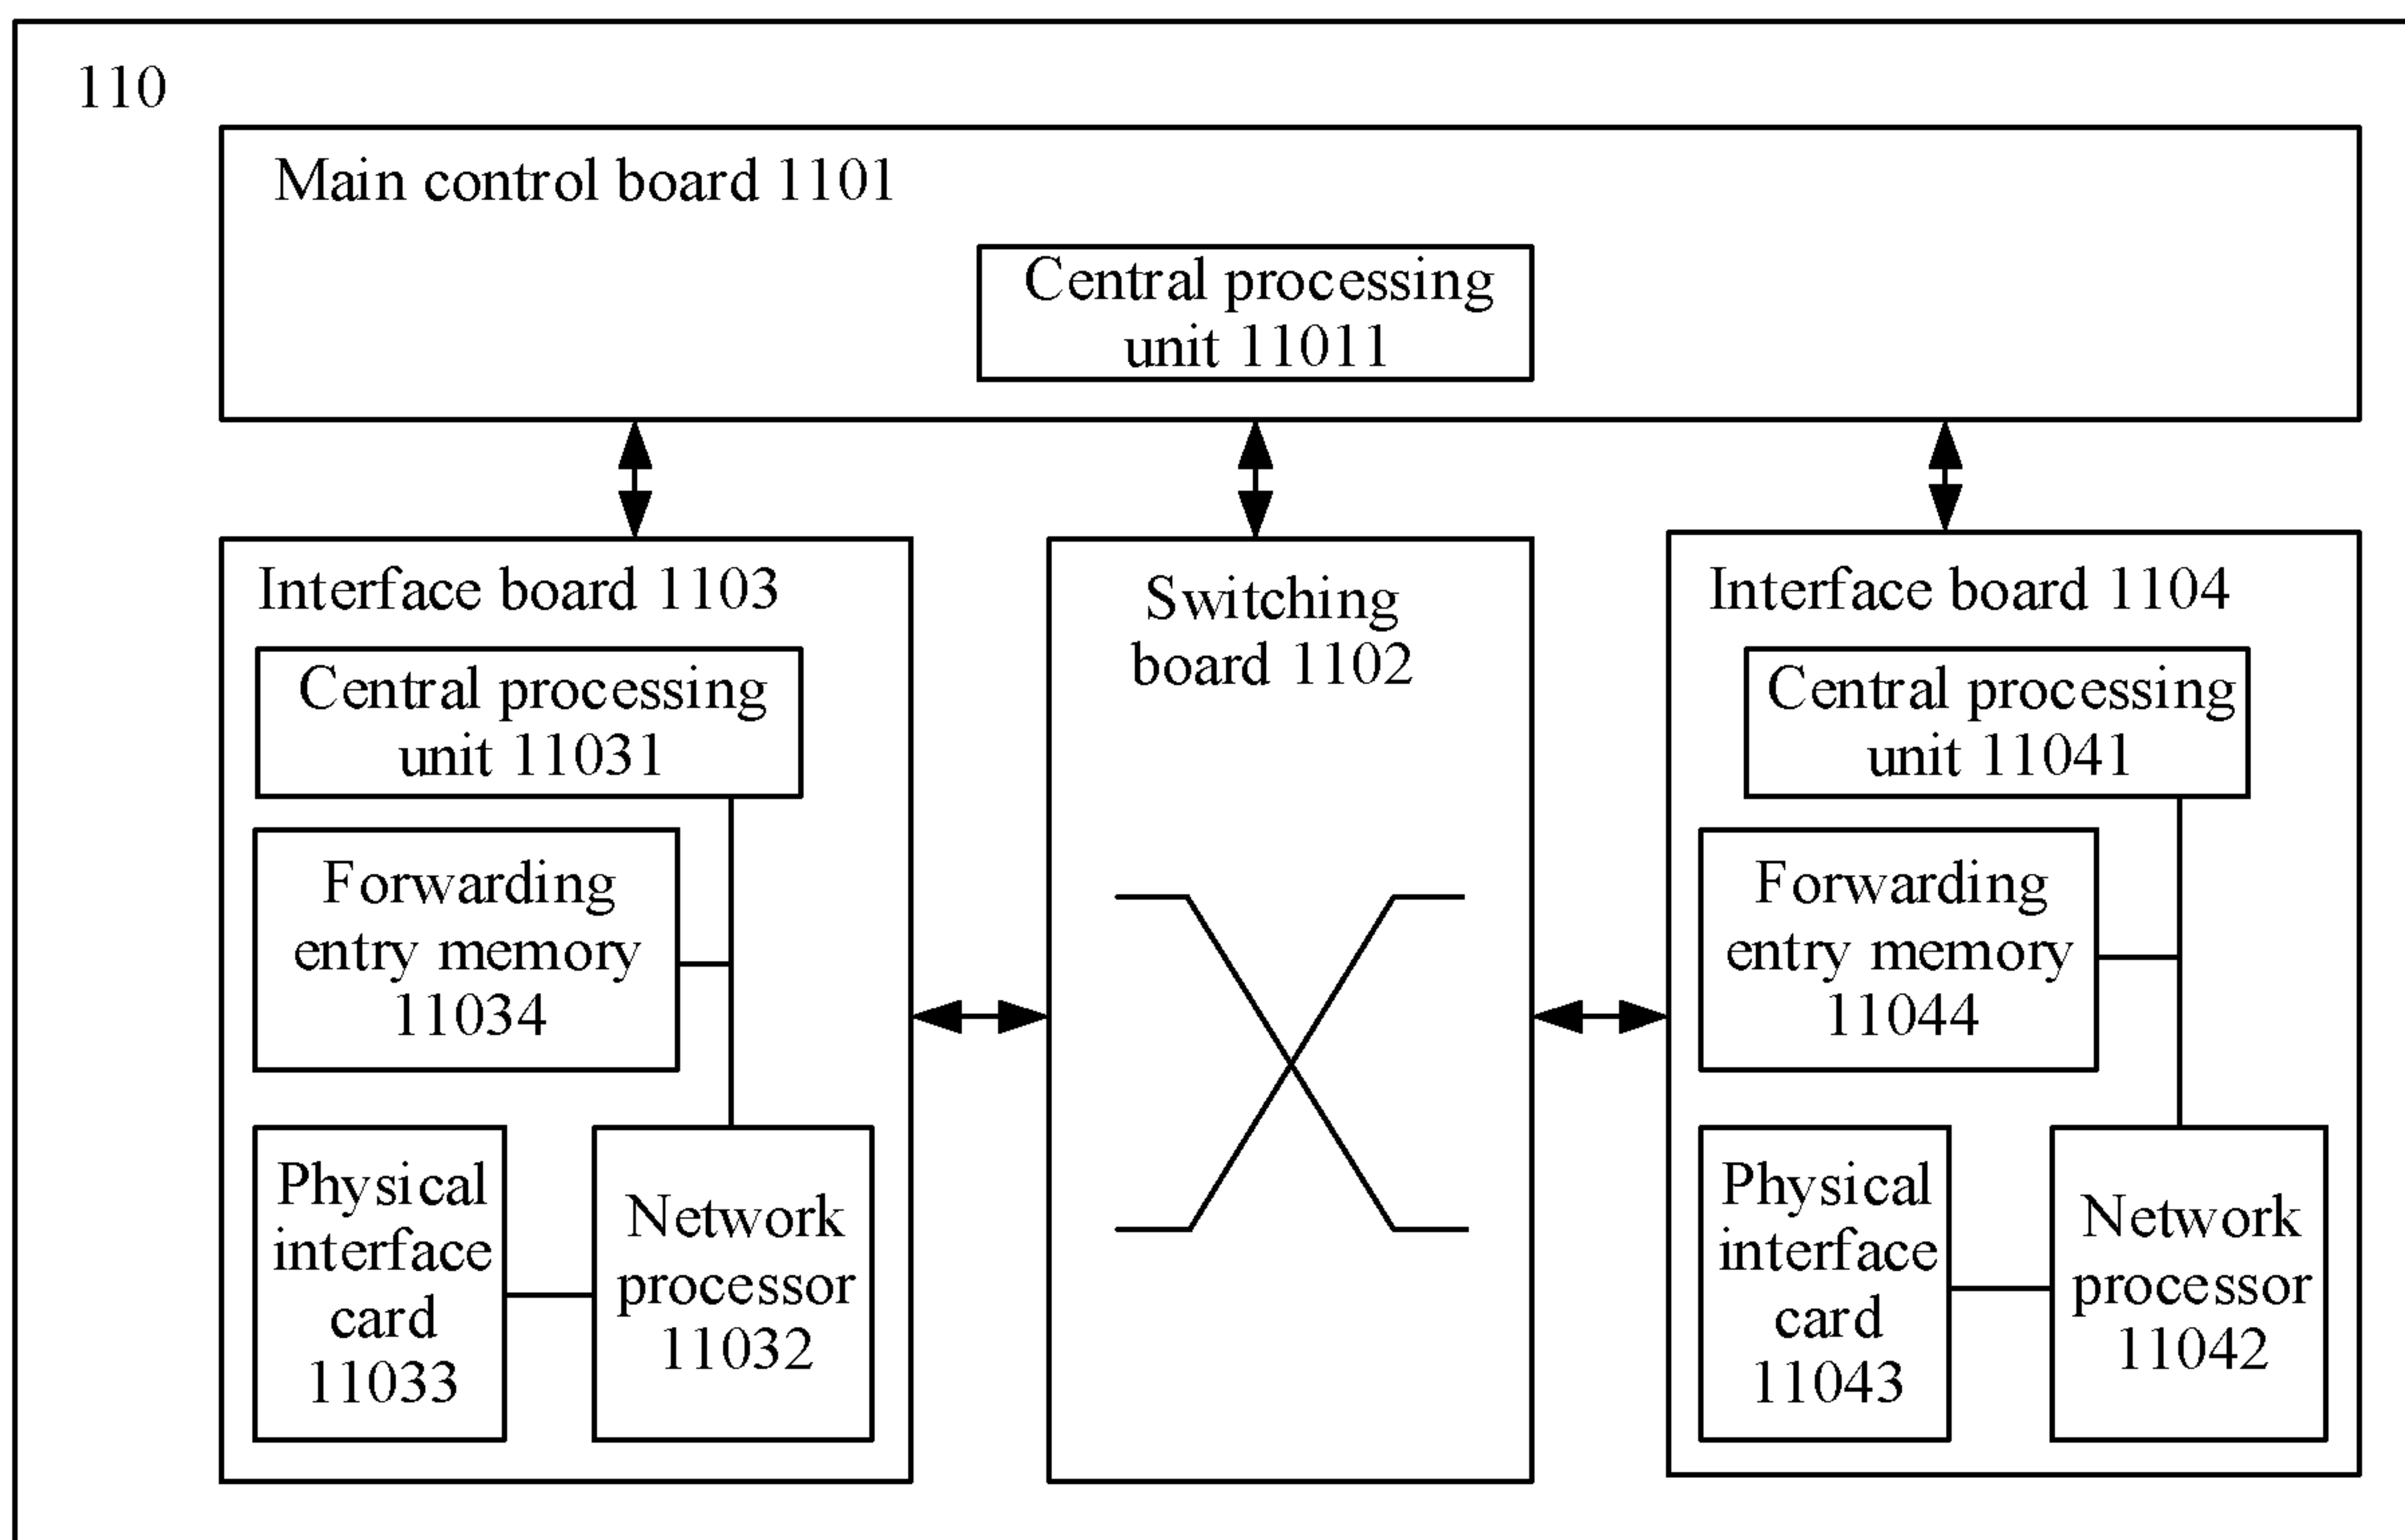 110
Main control board 1101
Central processing
unit 11011
Interface board 1103
Central processing
unit 11031
Forwarding
entry memory
11034
Physical
interface
card
11033
Network
processor
11032
Switching
board 1102
Interface board 1104
Central processing
unit 11041
Forwarding
entry memory
11044
Physical
interface
card
11043
Network
processor
11042